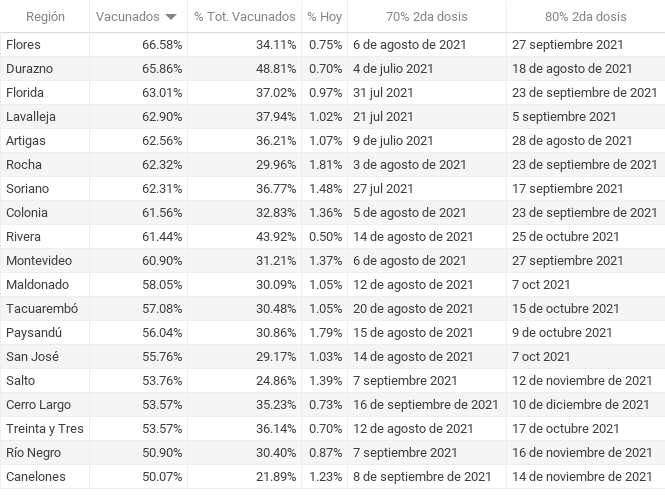 Región Vacunados % Tot. Vacunados % Hoy 70% 2da dosis 80% 2da dosis
Flores 66.58% 34.11% 0.75% 6 de agosto de 2021 27 septiembre 2021
Durazno 65.86% 48.81% 0.70% 4 de julio 2021 18 de agosto de 2021
Florida 63.01% 37.02% 0.97% 31 jul 2021 23 de septiembre de 2021
Lavalleja 62.90% 37.94% 1.02% 21 jul 2021 5 septiembre 2021
Artigas 62.56% 36.21% 1.07% 9 de julio 2021 28 de agosto de 2021
Rocha 62.32% 29.96% 1.81% 3 de agosto de 2021 23 de septiembre de 2021
Soriano 62.31% 36.77% 1.48% 27 jul 2021 17 septiembre 2021
Colonia 61.56% 32.83% 1.36% 5 de agosto de 2021 23 de septiembre de 2021
Rivera 61.44% 43.92% 0.50% 14 de agosto de 2021 25 de octubre 2021
Montevideo 60.90% 31.21% 1.37% 6 de agosto de 2021 27 septiembre 2021
Maldonado 58.05% 30.09% 1.05% 12 de agosto de 2021 7 oct 2021
Tacuarembó 57.08% 30.48% 1.05% 20 de agosto de 2021 15 de octubre 2021
Paysandú 56.04% 30.86% 1.79% 15 de agosto de 2021 9 de octubre 2021
San José 55.76% 29.17% 1.03% 14 de agosto de 2021 7 oct 2021
Salto 53.76% 24.86% 1.39% 7 septiembre 2021 12 de noviembre de 2021
Cerro Largo 53.57% 35.23% 0.73% 16 de septiembre de 2021 10 de diciembre de 2021
Treinta y Tres 53.57% 36.14% 0.70% 12 de agosto de 2021 17 de octubre 2021
Río Negro 50.90% 30.40% 0.87% 7 septiembre 2021 16 de noviembre de 2021
Canelones 50.07% 21.89% 1.23% 8 de septiembre de 2021 14 de noviembre de 2021